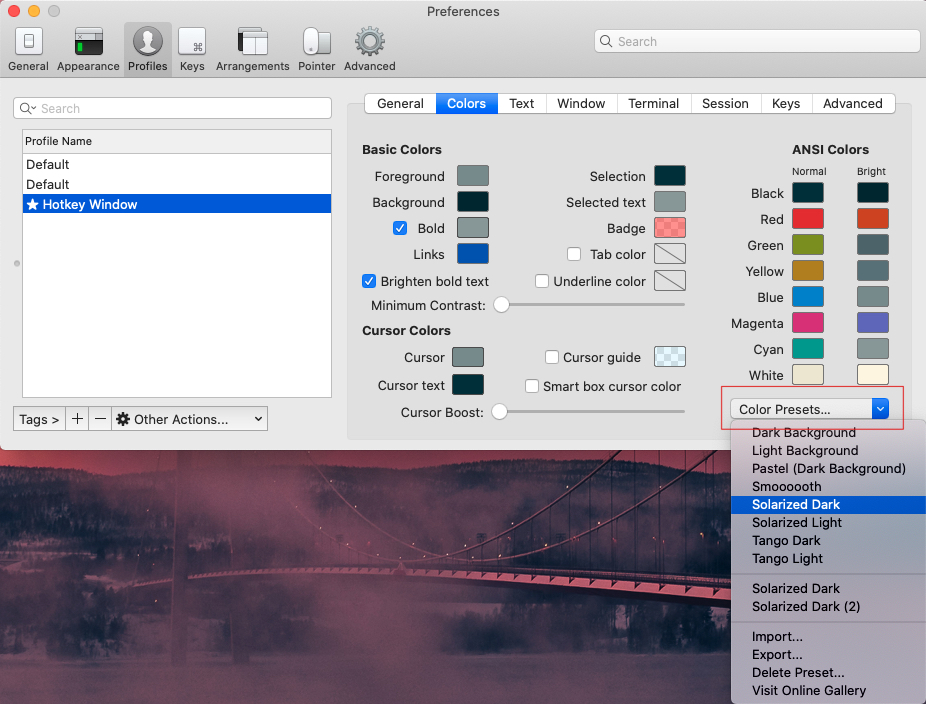 Preferences
General Appearance Profiles Keys Arrangements Pointer Advanced
Search
Search
Profile Name
Default
Default
★ Hotkey Window
Tags > + − Other Actions...
General Colors Text Window Terminal Session Keys Advanced
Basic Colors
Foreground
Background
Bold
Links
Brighten bold text
Minimum Contrast:
Selection
Selected text
Badge
Tab color
Underline color
Cursor Colors
Cursor
Cursor text
Cursor Boost:
Cursor guide
Smart box cursor color
ANSI Colors
Normal Bright
Black
Red
Green
Yellow
Blue
Magenta
Cyan
White
Color Presets...
Dark Background
Light Background
Pastel (Dark Background)
Smoooooth
Solarized Dark
Solarized Light
Tango Dark
Tango Light
Solarized Dark
Solarized Dark (2)
Import...
Export...
Delete Preset...
Visit Online Gallery